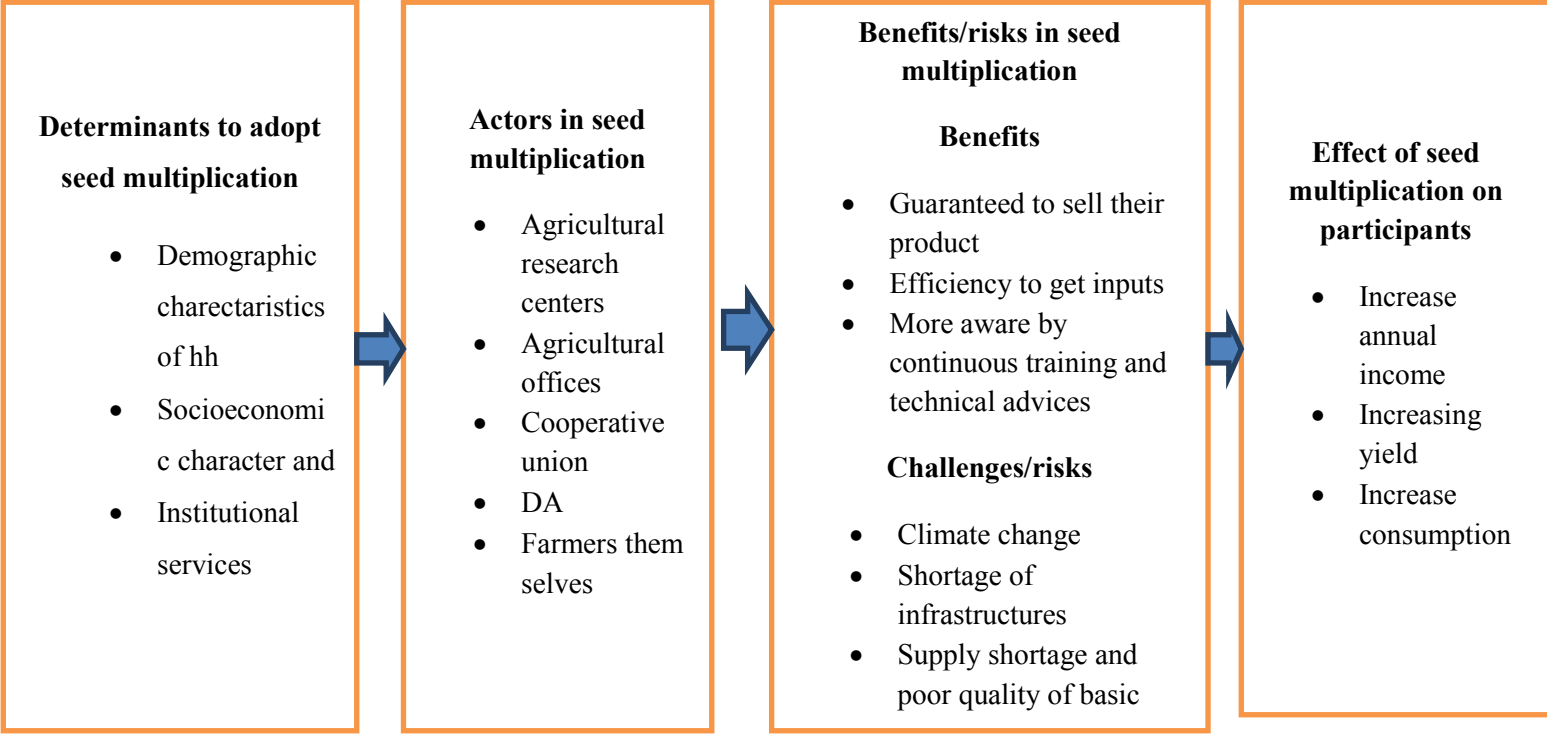 Determinants to adopt
seed multiplication
• Demographic
charectaristics
of hh
• Socioeconomi
c character and
• Institutional
services
Actors in seed
multiplication
• Agricultural
research
centers
• Agricultural
offices
• Cooperative
union
• DA
• Farmers them
selves
Benefits/risks in seed
multiplication
Benefits
• Guaranteed to sell their
product
• Efficiency to get inputs
• More aware by
continuous training and
technical advices
Challenges/risks
• Climate change
• Shortage of
infrastructures
• Supply shortage and
poor quality of basic
Effect of seed
multiplication on
participants
• Increase
annual
income
• Increasing
yield
• Increase
consumption